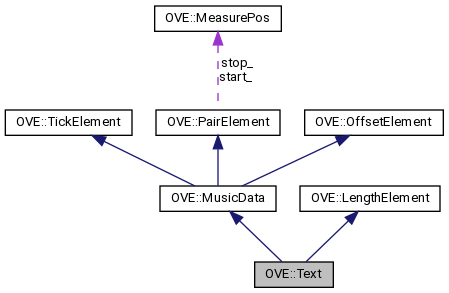 OVE::MeasurePos
stop_
start_
OVE::TickElement
OVE::PairElement
OVE::OffsetElement
OVE::MusicData
OVE::LengthElement
OVE::Text